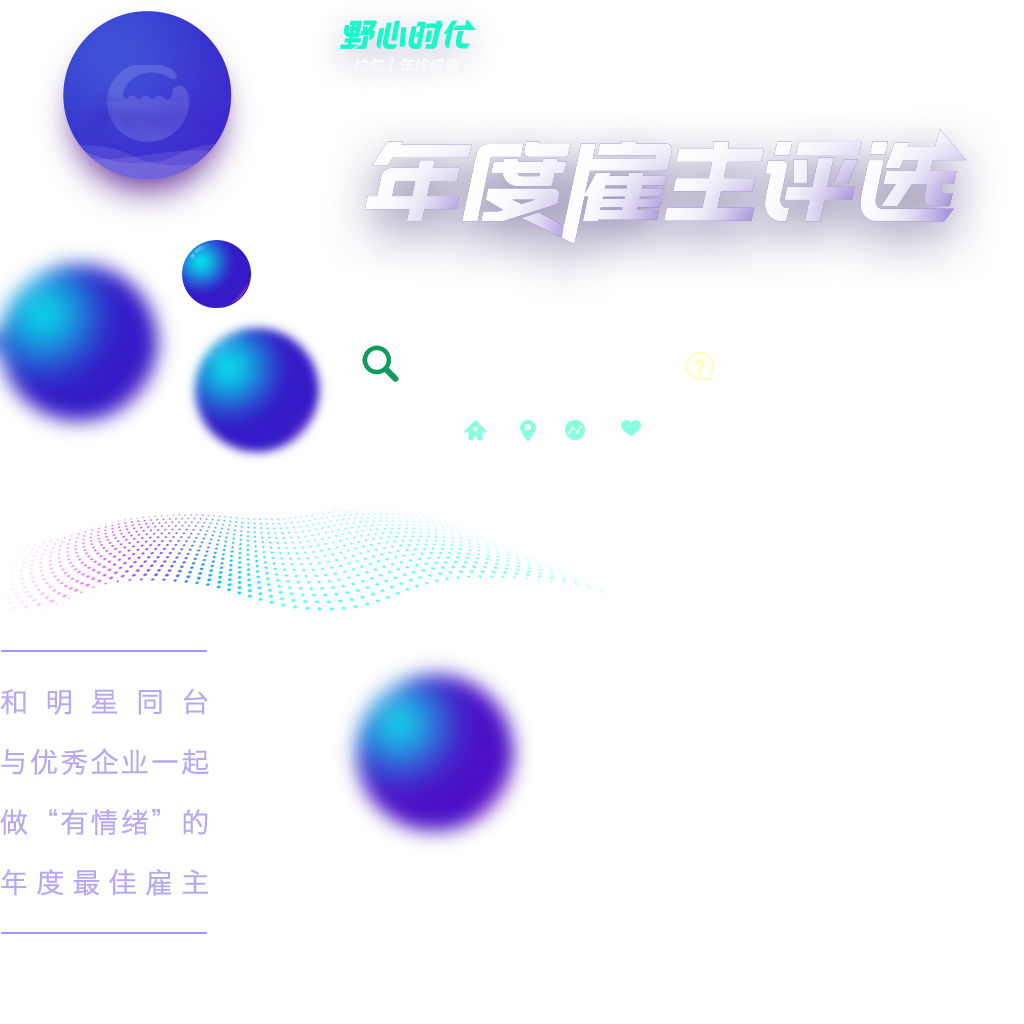 野心时代
拉勾丨年终盛典
年度雇主评选
和明星同台
与优秀企业一起
做“有情绪”的
年度最佳雇主